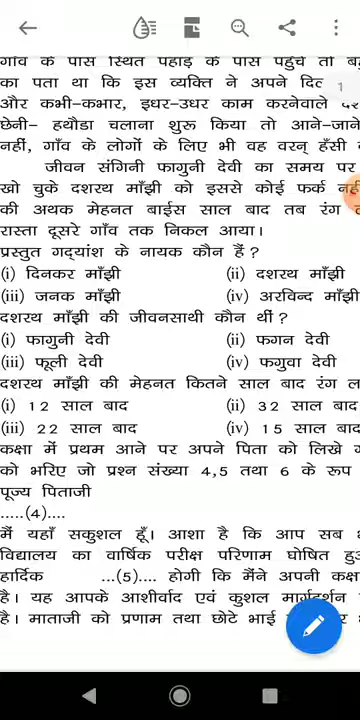 गाँव के पास स्थित पहाड़ के पास पहुंचे तो
का पता था कि इस व्यक्ति ने अपने दिल
और कभी-कभार, इधर-उधर काम करनेवाले
1
छेनी- हथौडा चलाना शुरू किया तो आने-जाने
नहीं, गाँव के लोगों के लिए भी वह वरन् हँसी
जीवन संगिनी फागुनी देवी का समय पर
खो चुके दशरथ माँझी को इससे कोई फर्क नहीं
की अथक मेहनत बाईस साल बाद तब रंग
रास्ता दूसरे गाँव तक निकल आया।
प्रस्तुत गद्यांश के नायक कौन हैं ?
(i) दिनकर माँझी (ii) दशरथ माँझी
(iii) जनक माँझी (iv) अरविन्द माँझी
दशरथ माँझी की जीवनसाथी कौन थीं ?
(i) फागुनी देवी (ii) फगन देवी
(iii) फूली देवी (iv) फगुवा देवी
दशरथ माँझी की मेहनत कितने साल बाद रंग
(i) 12 साल बाद (ii) 32 साल बाद
(iii) 22 साल बाद (iv) 15 साल बाद
कक्षा में प्रथम आने पर अपने पिता को लिखे
को भरिए जो प्रश्न संख्या 4,5 तथा 6 के रूप
पूज्य पिताजी
.....(4)....
मैं यहाँ सकुशल हूँ। आशा है कि आप सब
विद्यालय का वार्षिक परीक्ष परिणाम घोषित
हार्दिक ...(5).... होगी कि मैंने अपनी कक्षा
है। यह आपके आशीर्वाद एवं कुशल मार्गदर्शन
है। माताजी को प्रणाम तथा छोटे भाई